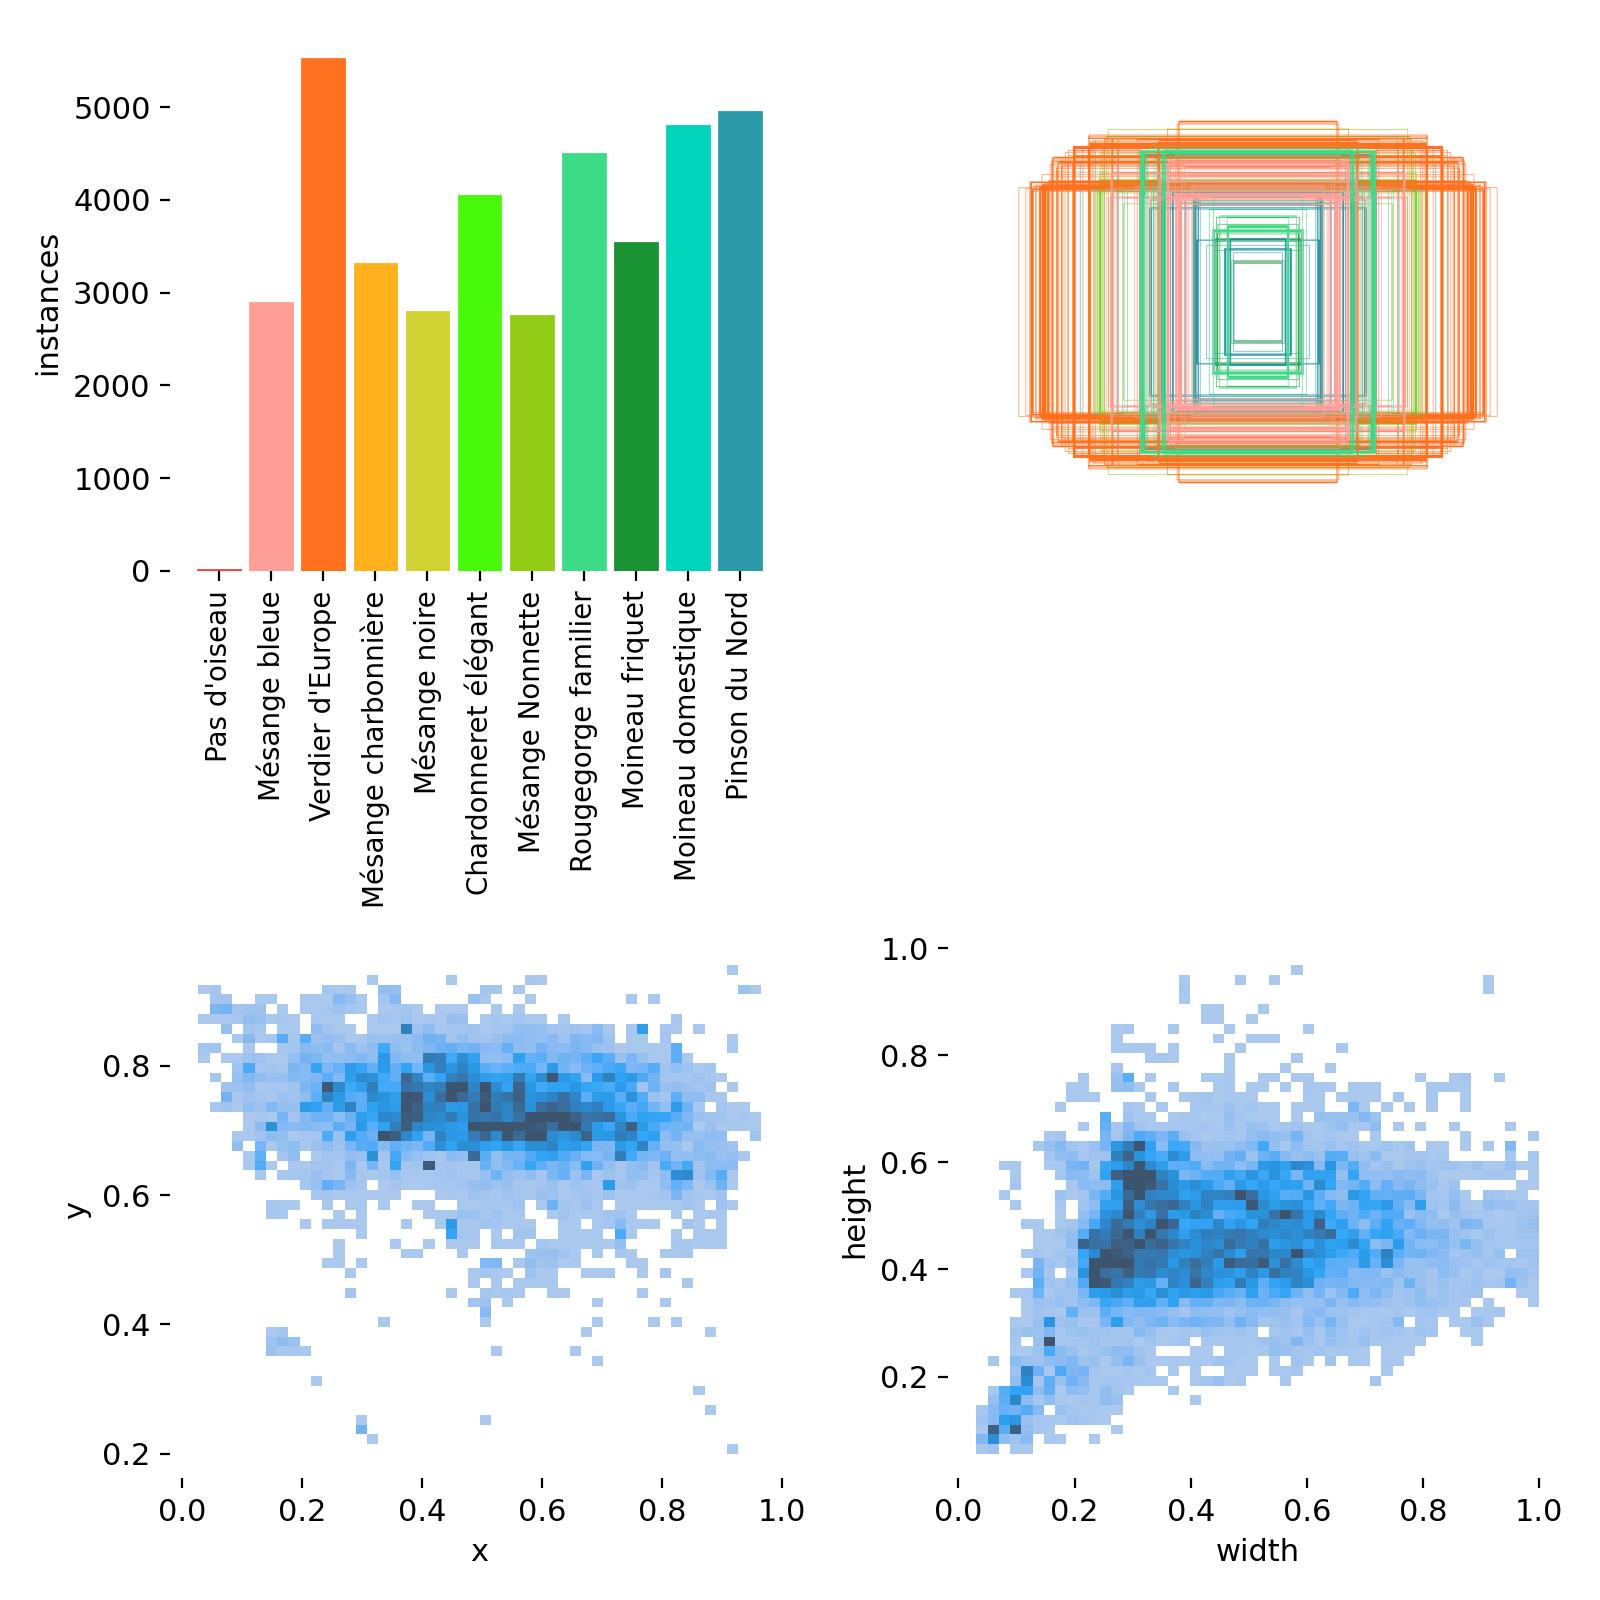 5000
4000
3000
2000
1000
0
instances
Pas d'oiseau
Mésange bleue
Verdier d'Europe
Mésange charbonnière
Mésange noire
Chardonneret élégant
Mésange Nonnette
Rougegorge familier
Moineau friquet
Moineau domestique
Pinson du Nord
0.8
0.6
0.4
0.2
y
0.0 0.2 0.4 0.6 0.8 1.0
x
1.0
0.8
0.6
0.4
0.2
height
0.0 0.2 0.4 0.6 0.8 1.0
width